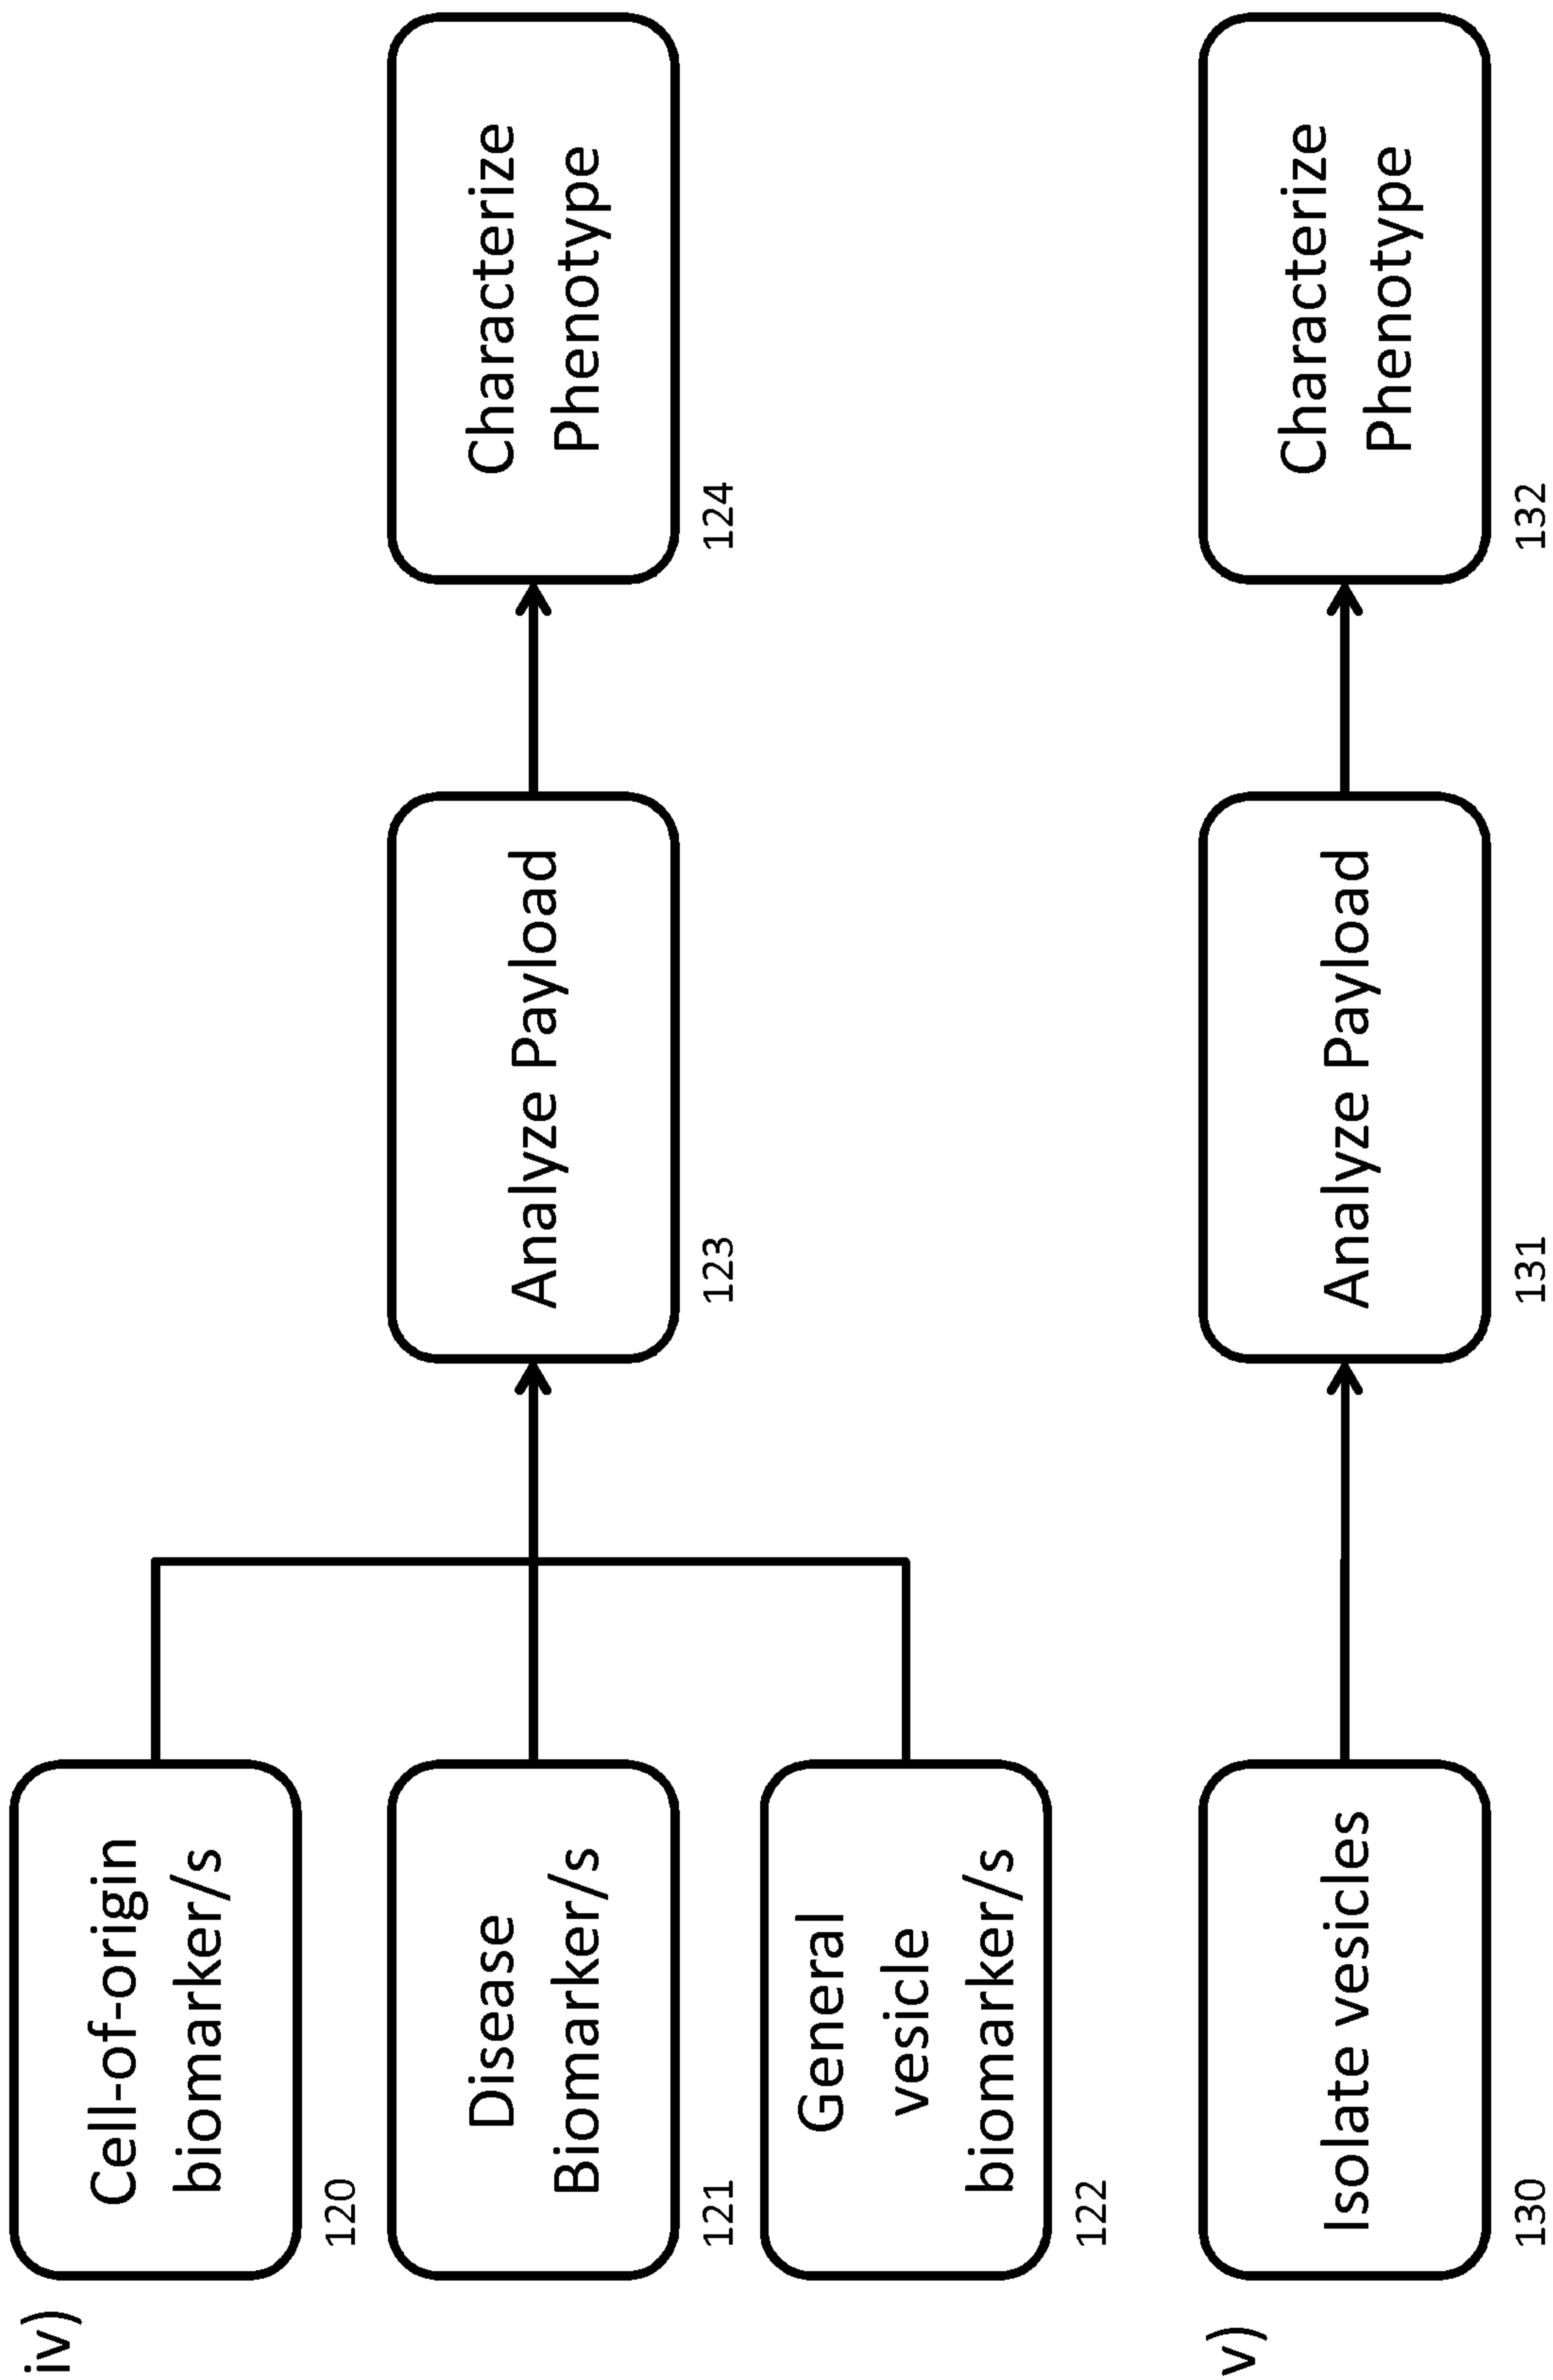 iv)
Cell-of-origin
biomarker/s
120
Disease
Biomarker/s
121
General
vesicle
biomarker/s
122
Analyze Payload
123
Characterize
Phenotype
124
v)
Isolate vesicles
130
Analyze Payload
131
Characterize
Phenotype
132